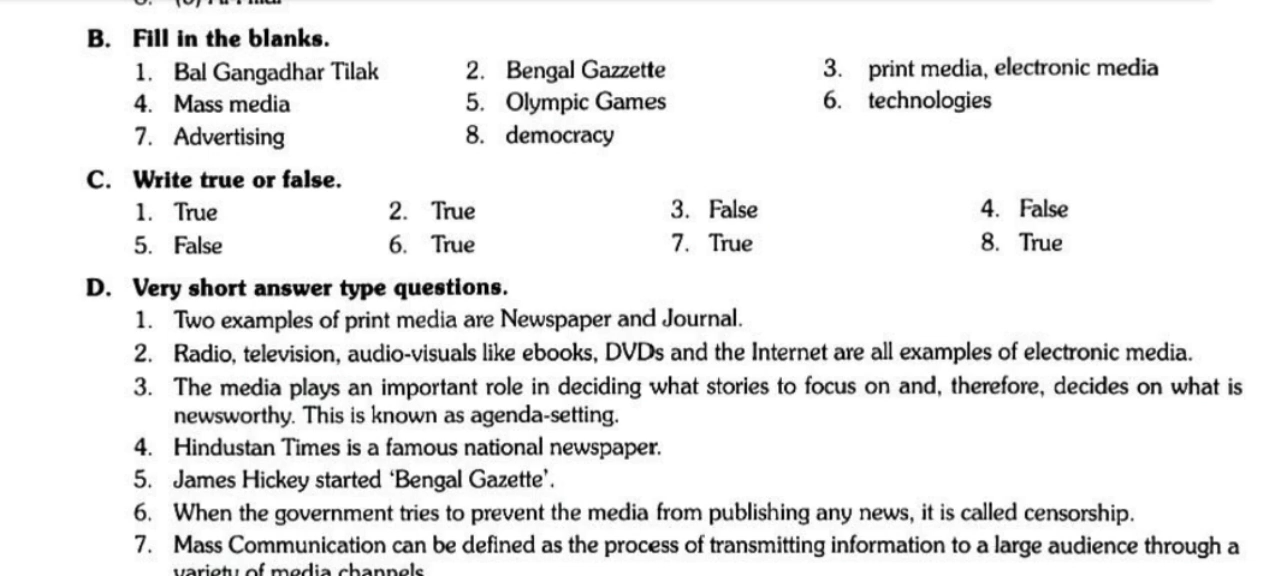 B. Fill in the blanks.
1. Bal Gangadhar Tilak 2. Bengal Gazzette 3. print media, electronic media
4. Mass media 5. Olympic Games 6. technologies
7. Advertising 8. democracy
C. Write true or false.
1. True 2. True 3. False 4. False
5. False 6. True 7. True 8. True
D. Very short answer type questions.
1. Two examples of print media are Newspaper and Journal.
2. Radio, television, audio-visuals like ebooks, DVDs and the Internet are all examples of electronic media.
3. The media plays an important role in deciding what stories to focus on and, therefore, decides on what is
newsworthy. This is known as agenda-setting.
4. Hindustan Times is a famous national newspaper.
5. James Hickey started ‘Bengal Gazette’.
6. When the government tries to prevent the media from publishing any news, it is called censorship.
7. Mass Communication can be defined as the process of transmitting information to a large audience through a
variety of media channels